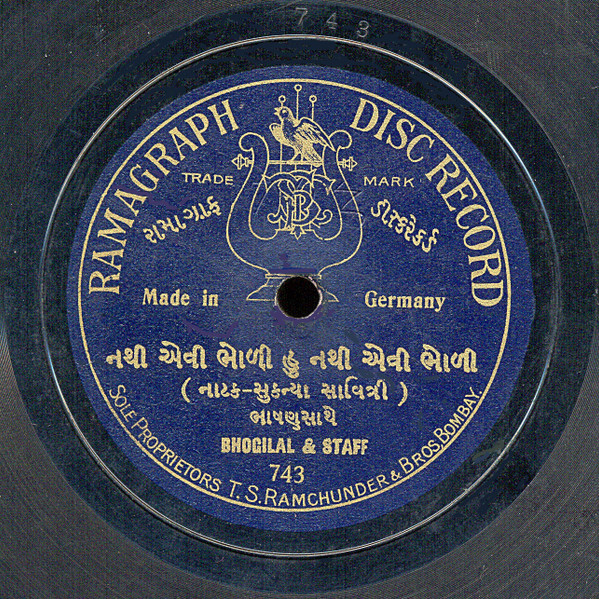 743
RAMAGRAPH DISC RECORD
TRADE MARK
રામાગ્રાફ ડીસ્કરેકર્ડ
Made in Germany
નથી એવી ભોળી હું નથી એવી ભોળી
( નાટક-સુકન્યા સાવિત્રી )
ભાષણસાથે
BHOGILAL & STAFF
743
SOLE PROPRIETORS T. S. RAMCHUNDER & BROS. BOMBAY.